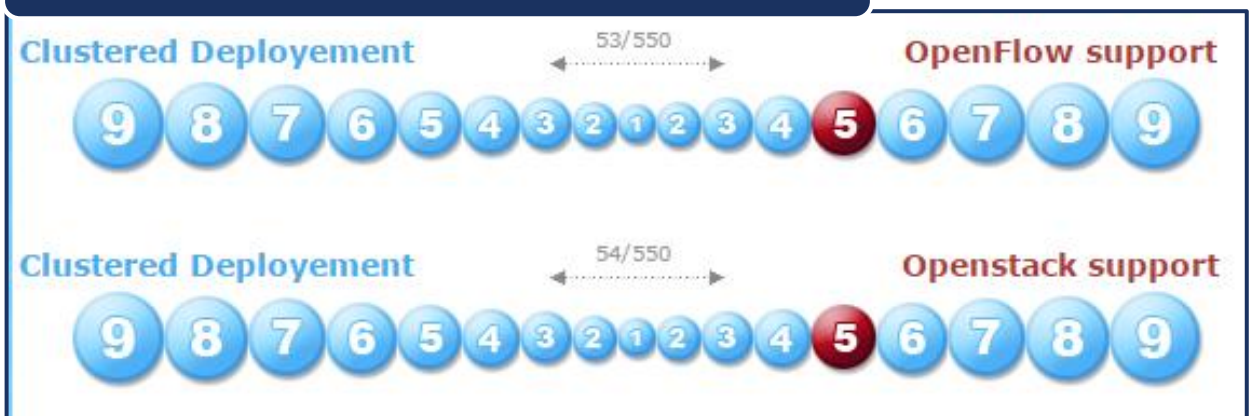 53/550
Clustered Deployement OpenFlow support
9 8 7 6 5 4 3 2 1 2 3 4 5 6 7 8 9
54/550
Clustered Deployement Openstack support
9 8 7 6 5 4 3 2 1 2 3 4 5 6 7 8 9